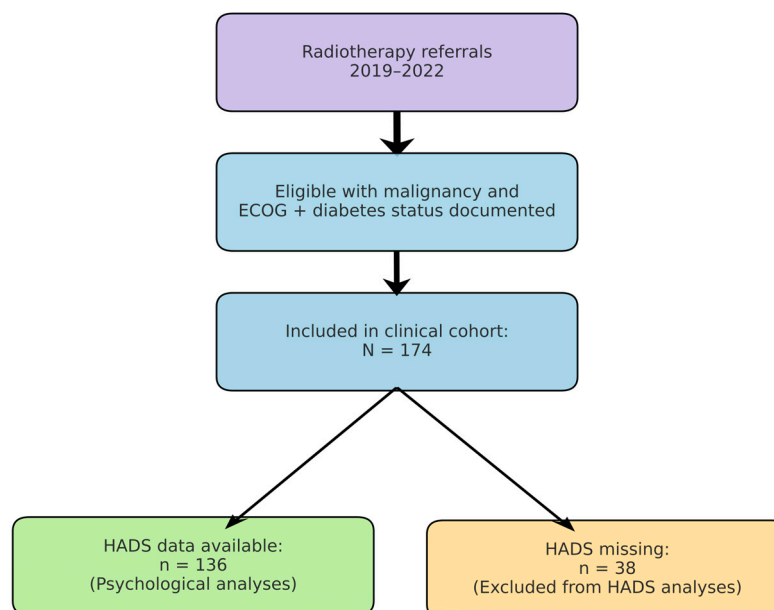 Radiotherapy referrals
2019–2022
Eligible with malignancy and
ECOG + diabetes status documented
Included in clinical cohort:
N = 174
HADS data available:
n = 136
(Psychological analyses)
HADS missing:
n = 38
(Excluded from HADS analyses)